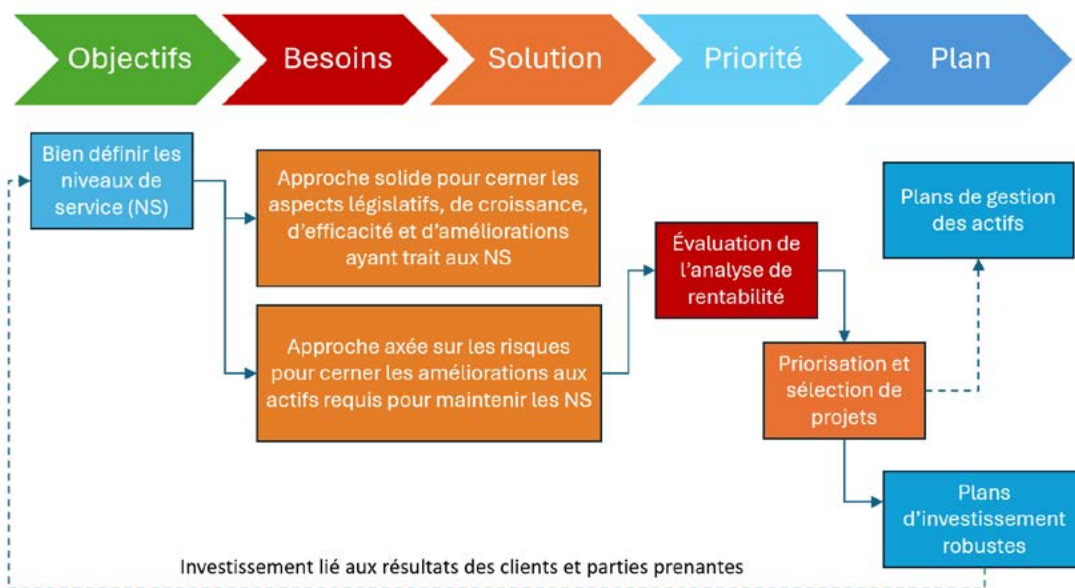 Objectifs
Besoins
Solution
Priorité
Plan
Bien définir les
niveaux de
service (NS)
Approche solide pour cerner les
aspects législatifs, de croissance,
d'efficacité et d'améliorations
ayant trait aux NS
Approche axée sur les risques
pour cerner les améliorations aux
actifs requis pour maintenir les NS
Évaluation de
l'analyse de
rentabilité
Priorisation et
sélection de
projets
Plans de gestion
des actifs
Plans
d'investissement
robustes
Investissement lié aux résultats des clients et parties prenantes